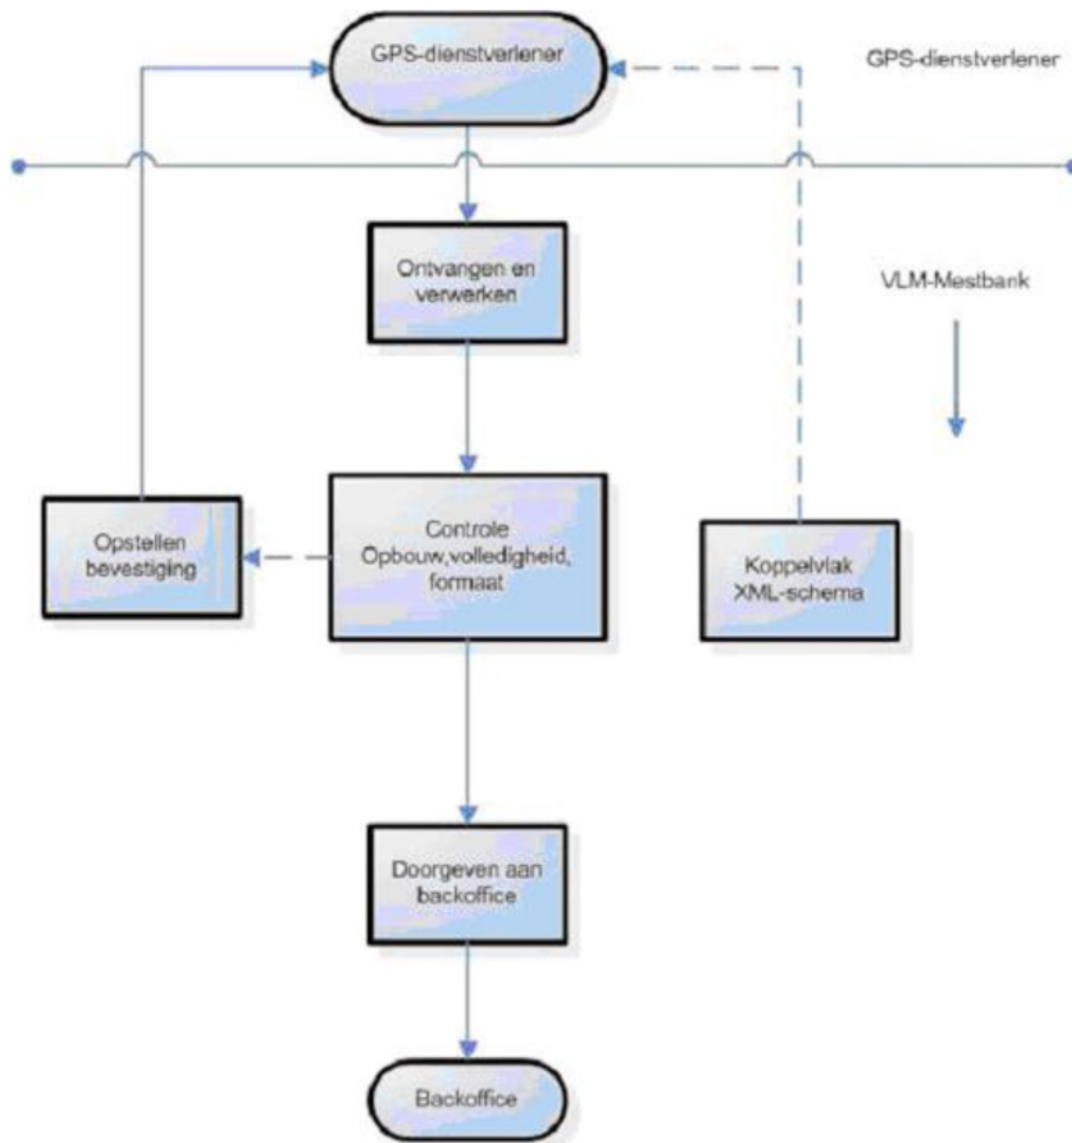 GPS-dienstverlener
GPS-dienstverlener
Ontvangen en
verwerken
VLM-Mestbank
Opstellen
bevestiging
Controle
Opbouw,volledigheid,
formaat
Koppelvlak
XML-schema
Doorgeven aan
backoffice
Backoffice